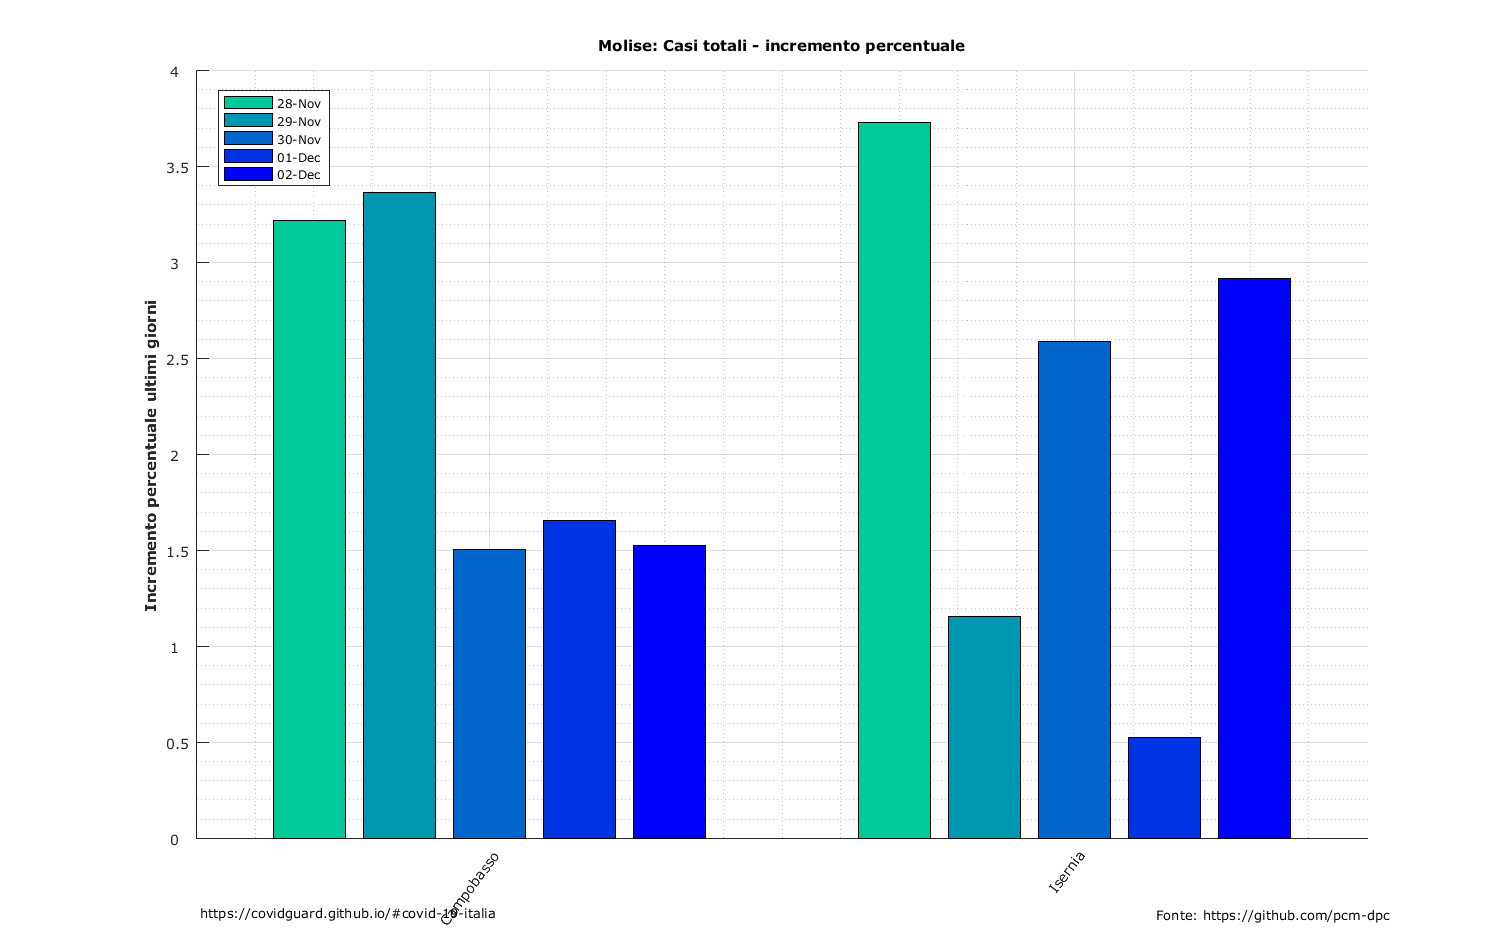 Molise: Casi totali - incremento percentuale
Incremento percentuale ultimi giorni
4
3.5
3
2.5
2
1.5
1
0.5
0
28-Nov
29-Nov
30-Nov
01-Dec
02-Dec
Campobasso
Isernia
https://covidguard.github.io/#covid-19-italia
Fonte: https://github.com/pcm-dpc